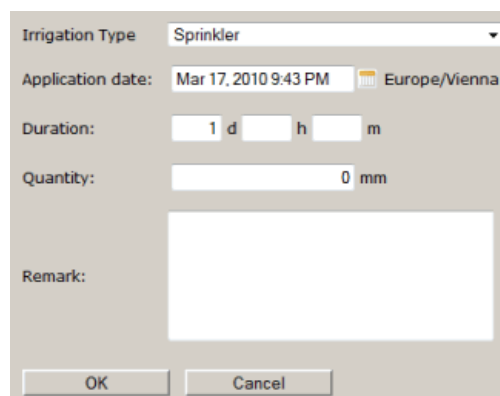 Irrigation Type Sprinkler
Application date: Mar 17, 2010 9:43 PM Europe/Vienna
Duration: 1 d h m
Quantity: 0 mm
Remark:
OK Cancel